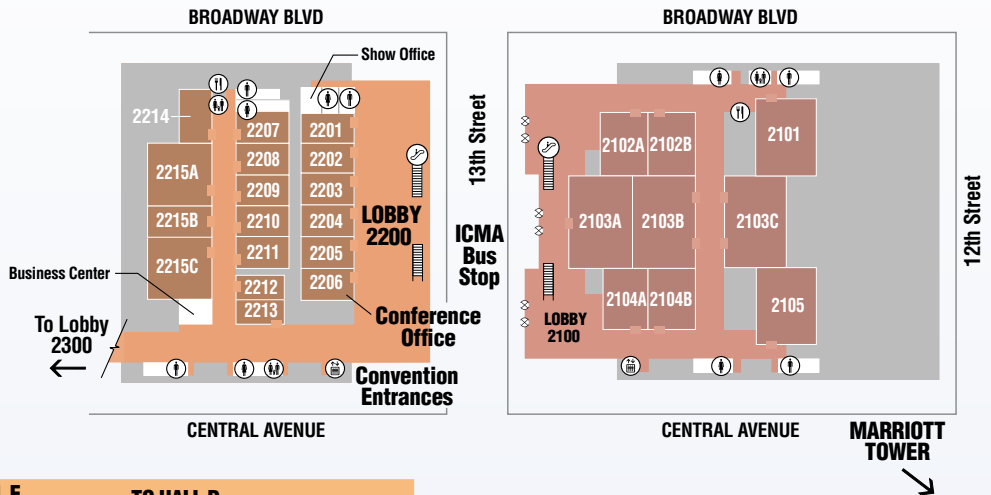 BROADWAY BLVD
BROADWAY BLVD
Show Office
2214
2207
2201
2208
2202
2215A
2209
2203
2215B
2210
2204
LOBBY
2200
2215C
2211
2205
2212
2206
2213
Business Center
To Lobby
2300
Conference
Office
Convention
Entrances
13th Street
ICMA
Bus
Stop
2101
2102A
2102B
2103A
2103B
2103C
2104A
2104B
2105
LOBBY
2100
12th Street
CENTRAL AVENUE
CENTRAL AVENUE
MARRIOTT
TOWER